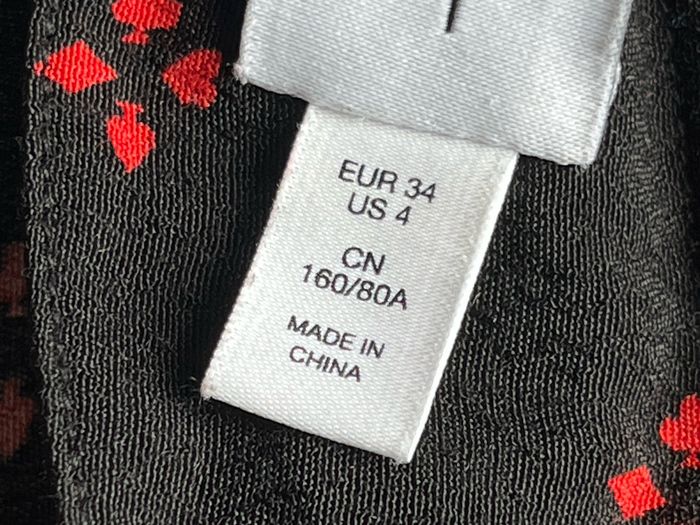 EUR 34
US 4
CN
160/80A
MADE IN
CHINA